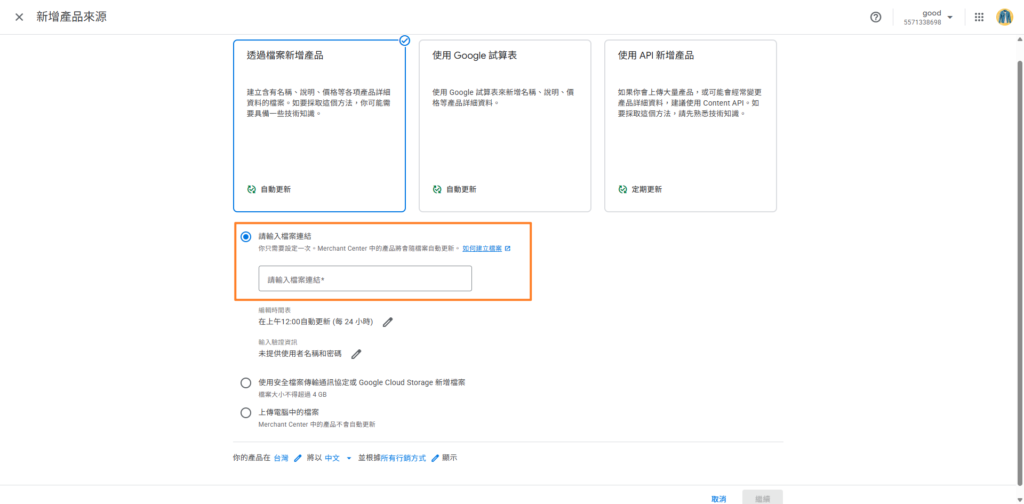 新增產品來源
good
5571338698
透過檔案新增產品
建立含有名稱、說明、價格等各項產品詳細
資料的檔案。如要採取這個方法，你可能需
要具備一些技術知識。
自動更新
使用 Google 試算表
使用 Google 試算表來新增名稱、說明、價
格等產品詳細資料。
自動更新
使用 API 新增產品
如果你會上傳大量產品，或可能會經常變更
產品詳細資料，建議使用 Content API。如
要採取這個方法，請先熟悉技術知識。
定期更新
請輸入檔案連結
你只需要設定一次。Merchant Center 中的產品將會隨檔案自動更新。 如何建立檔案
請輸入檔案連結*
編輯時間表
在上午12:00自動更新 (每 24 小時)
輸入驗證資訊
未提供使用者名稱和密碼
使用安全檔案傳輸通訊協定或 Google Cloud Storage 新增檔案
檔案大小不得超過 4 GB
上傳電腦中的檔案
Merchant Center 中的產品不會自動更新
你的產品在 台灣 將以 中文 並根據所有行銷方式 顯示
取消
繼續